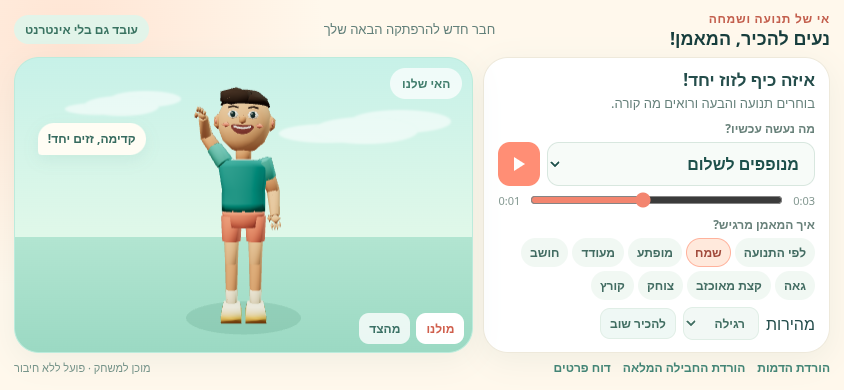 אי של תנועה ושמחה
נעים להכיר, המאמן!
חבר חדש להרפתקה הבאה שלך
עובד גם בלי אינטרנט
איזה כיף לזוז יחד!
בוחרים תנועה והבעה ורואים מה קורה.
מה נעשה עכשיו?
מנופפים לשלום
0:03
0:01
איך המאמן מרגיש?
לפי התנועה
שמח
מופתע
מעודד
חושב
גאה
קצת מאוכזב
צוחק
קורץ
מהירות
רגילה
להכיר שוב
האי שלנו
קדימה, זזים יחד!
מולנו
מהצד
הורדת הדמות
הורדת החבילה המלאה
דוח פרטים
מוכן למשחק · פועל ללא חיבור